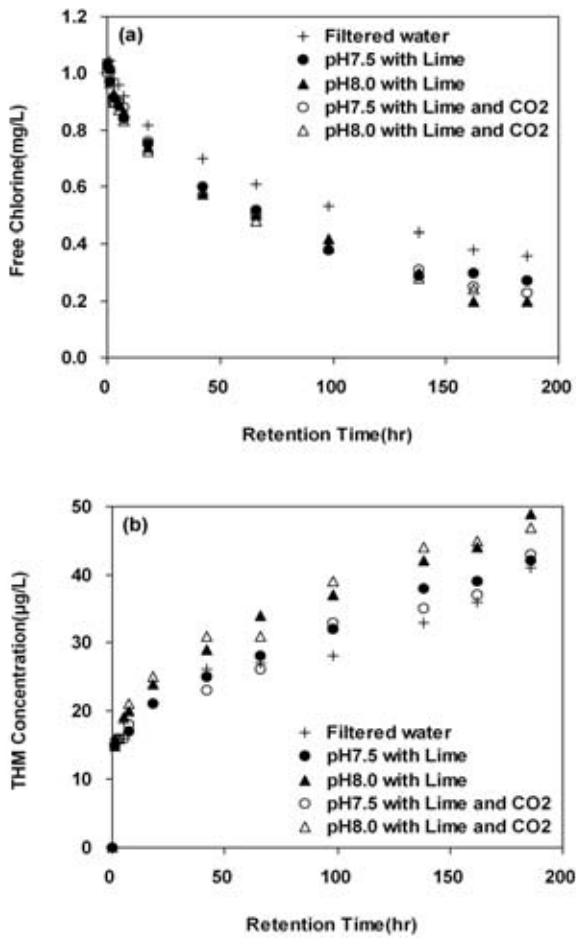 (a)
Filtered water
pH7.5 with Lime
pH8.0 with Lime
pH7.5 with Lime and CO2
pH8.0 with Lime and CO2
1.2
1.0
0.8
0.6
0.4
0.2
0.0
Free Chlorine(mg/L)
0 50 100 150 200
Retention Time(hr)
(b)
50
40
30
20
10
0
THM Concentration(µg/L)
Filtered water
pH7.5 with Lime
pH8.0 with Lime
pH7.5 with Lime and CO2
pH8.0 with Lime and CO2
0 50 100 150 200
Retention Time(hr)